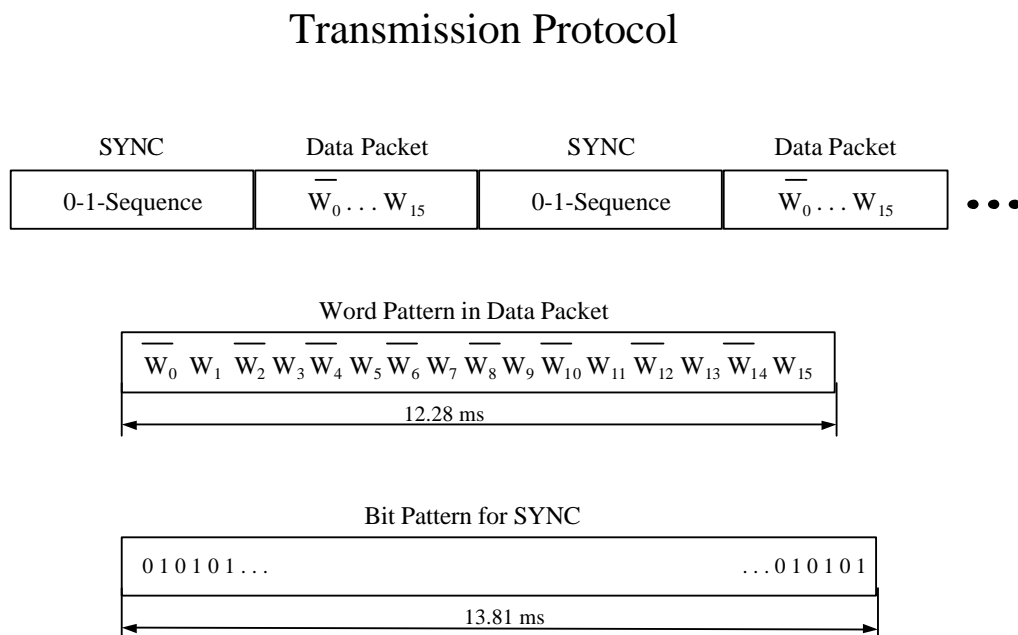 Transmission Protocol
SYNC Data Packet SYNC Data Packet
0-1-Sequence W̅₀ . . . W₁₅ 0-1-Sequence W̅₀ . . . W₁₅ • • •
Word Pattern in Data Packet
W̅₀ W₁ W̅₂ W₃ W̅₄ W₅ W̅₆ W₇ W̅₈ W₉ W̅₁₀ W₁₁ W̅₁₂ W₁₃ W̅₁₄ W₁₅
12.28 ms
Bit Pattern for SYNC
0 1 0 1 0 1 . . . . . . 0 1 0 1 0 1
13.81 ms